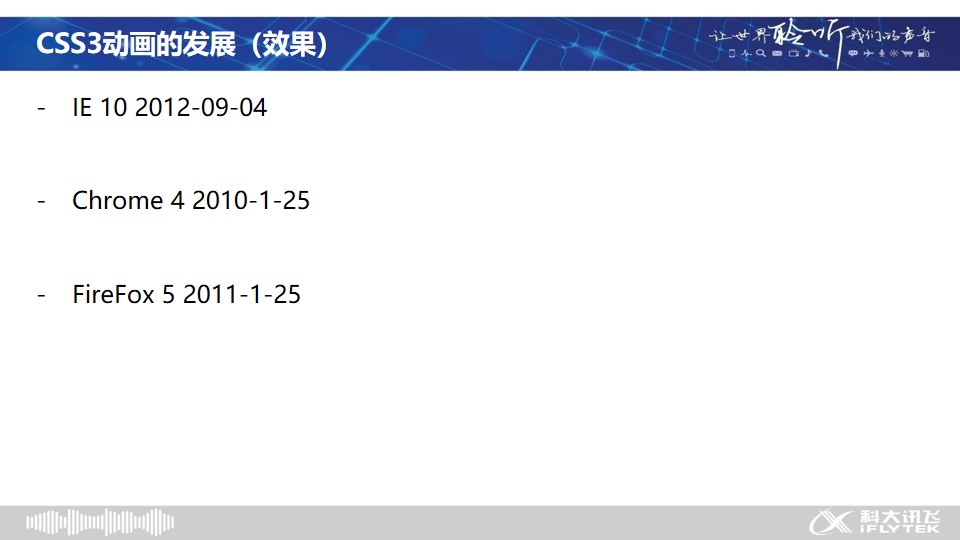 CSS3动画的发展（效果）
让世界聆听我们的声音
- IE 10 2012-09-04
- Chrome 4 2010-1-25
- FireFox 5 2011-1-25
科大讯飞
iFLYTEK